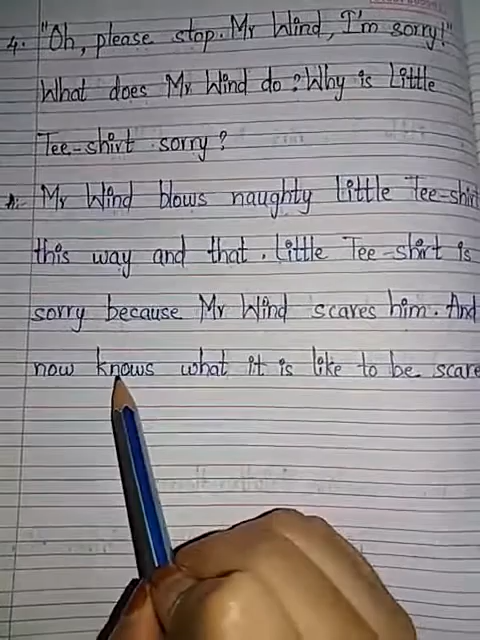 4. "Oh, please stop. Mr Wind, I'm sorry!"
What does Mr Wind do? Why is Little
Tee-shirt sorry?
A:- Mr Wind blows naughty little Tee-shirt
this way and that. Little Tee-shirt is
sorry because Mr Wind scares him. And
now knows what it is like to be scare